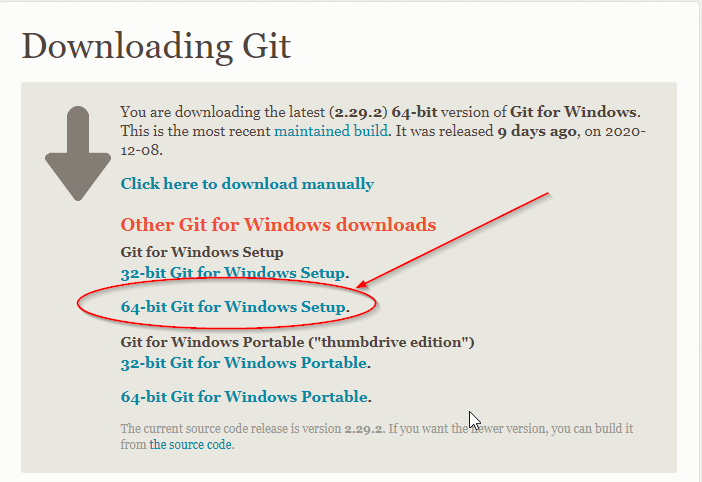 Downloading Git
You are downloading the latest (2.29.2) 64-bit version of Git for Windows.
This is the most recent maintained build. It was released 9 days ago, on 2020-
12-08.
Click here to download manually
Other Git for Windows downloads
Git for Windows Setup
32-bit Git for Windows Setup.
64-bit Git for Windows Setup.
Git for Windows Portable ("thumbdrive edition")
32-bit Git for Windows Portable.
64-bit Git for Windows Portable.
The current source code release is version 2.29.2. If you want the newer version, you can build it
from the source code.